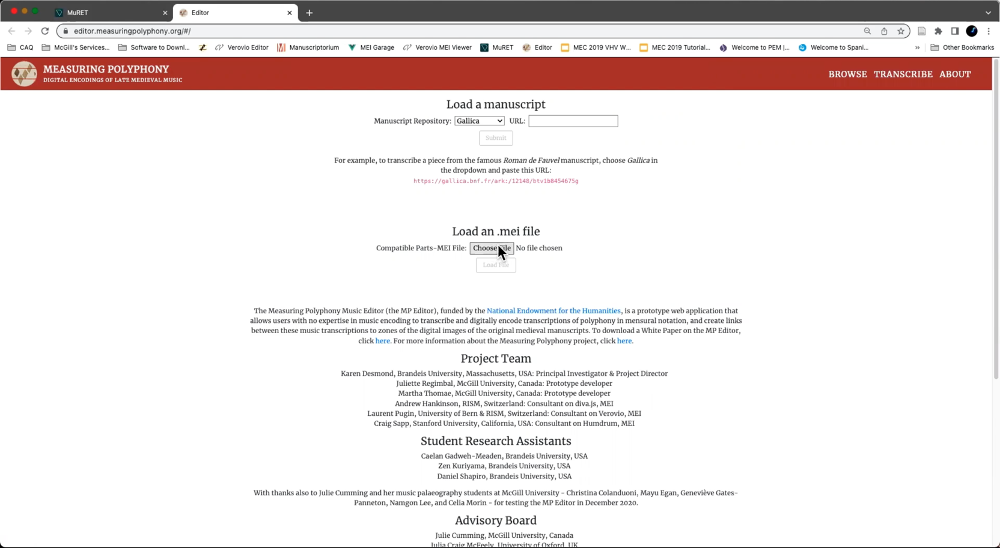 MuRET
Editor
editor.measuringpolyphony.org/#/
CAQ
McGill's Services...
Software to Downl...
Verovio Editor
Manuscriptorium
MEI Garage
Verovio MEI Viewer
MuRET
Editor
MEC 2019 VHV W...
MEC 2019 Tutorial...
Welcome to PEM |...
Welcome to Spani...
»
Other Bookmarks
MEASURING POLYPHONY
DIGITAL ENCODINGS OF LATE MEDIEVAL MUSIC
BROWSE TRANSCRIBE ABOUT
Load a manuscript
Manuscript Repository: Gallica URL:
Submit
For example, to transcribe a piece from the famous Roman de Fauvel manuscript, choose Gallica in
the dropdown and paste this URL:
https://gallica.bnf.fr/ark:/12148/btv1b8454675g
Load an .mei file
Compatible Parts-MEI File: Choose File No file chosen
Load File
The Measuring Polyphony Music Editor (the MP Editor), funded by the National Endowment for the Humanities, is a prototype web application that
allows users with no expertise in music encoding to transcribe and digitally encode transcriptions of polyphony in mensural notation, and create links
between these music transcriptions to zones of the digital images of the original medieval manuscripts. To download a White Paper on the MP Editor,
click here. For more information about the Measuring Polyphony project, click here.
Project Team
Karen Desmond, Brandeis University, Massachusetts, USA: Principal Investigator & Project Director
Juliette Regimbal, McGill University, Canada: Prototype developer
Martha Thomae, McGill University, Canada: Prototype developer
Andrew Hankinson, RISM, Switzerland: Consultant on diva.js, MEI
Laurent Pugin, University of Bern & RISM, Switzerland: Consultant on Verovio, MEI
Craig Sapp, Stanford University, California, USA: Consultant on Humdrum, MEI
Student Research Assistants
Caelan Gadweh-Meaden, Brandeis University, USA
Zen Kuriyama, Brandeis University, USA
Daniel Shapiro, Brandeis University, USA
With thanks also to Julie Cumming and her music palaeography students at McGill University - Christina Colanduoni, Mayu Egan, Geneviève Gates-
Panneton, Namgon Lee, and Celia Morin - for testing the MP Editor in December 2020.
Advisory Board
Julie Cumming, McGill University, Canada
Julia Craig McFeely, University of Oxford, UK